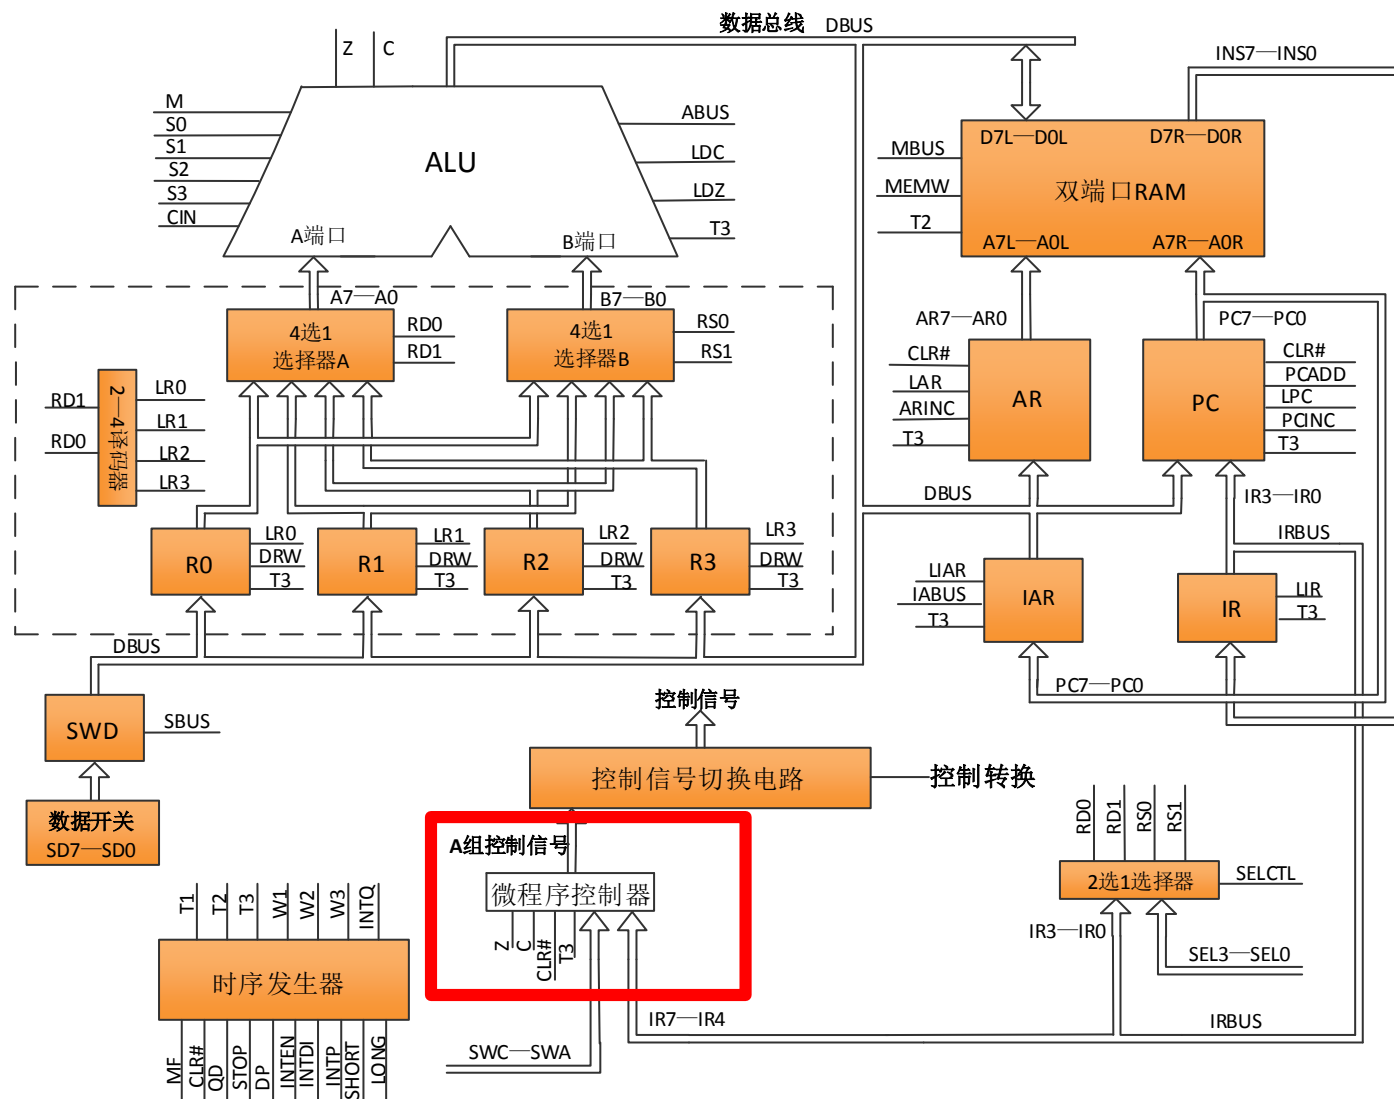 数据总线 DBUS
Z
C
INS7—INS0
M
S0
S1
S2
S3
CIN
ALU
A端口
B端口
ABUS
LDC
LDZ
T3
MBUS
MEMW
T2
D7L—D0L
D7R—D0R
双端口RAM
A7L—A0L
A7R—A0R
A7—A0
B7—B0
4选1
选择器A
RD0
RD1
4选1
选择器B
RS0
RS1
AR7—AR0
PC7—PC0
CLR#
LAR
ARINC
T3
AR
PC
CLR#
PCADD
LPC
PCINC
T3
RD1
RD0
2—4译码器
LR0
LR1
LR2
LR3
DBUS
IR3—IR0
IRBUS
R0
LR0
DRW
T3
R1
LR1
DRW
T3
R2
LR2
DRW
T3
R3
LR3
DRW
T3
LIAR
IABUS
T3
IAR
IR
LIR
T3
DBUS
PC7—PC0
SWD
SBUS
控制信号
控制信号切换电路
控制转换
数据开关
SD7—SD0
A组控制信号
微程序控制器
Z
C
CLR#
T3
RD0
RD1
RS0
RS1
2选1选择器
SELCTL
IR3—IR0
SEL3—SEL0
T1
T2
T3
W1
W2
W3
INTQ
时序发生器
MF
CLR#
QD
STOP
DP
INTEN
INTDI
INTP
SHORT
LONG
IR7—IR4
IRBUS
SWC—SWA